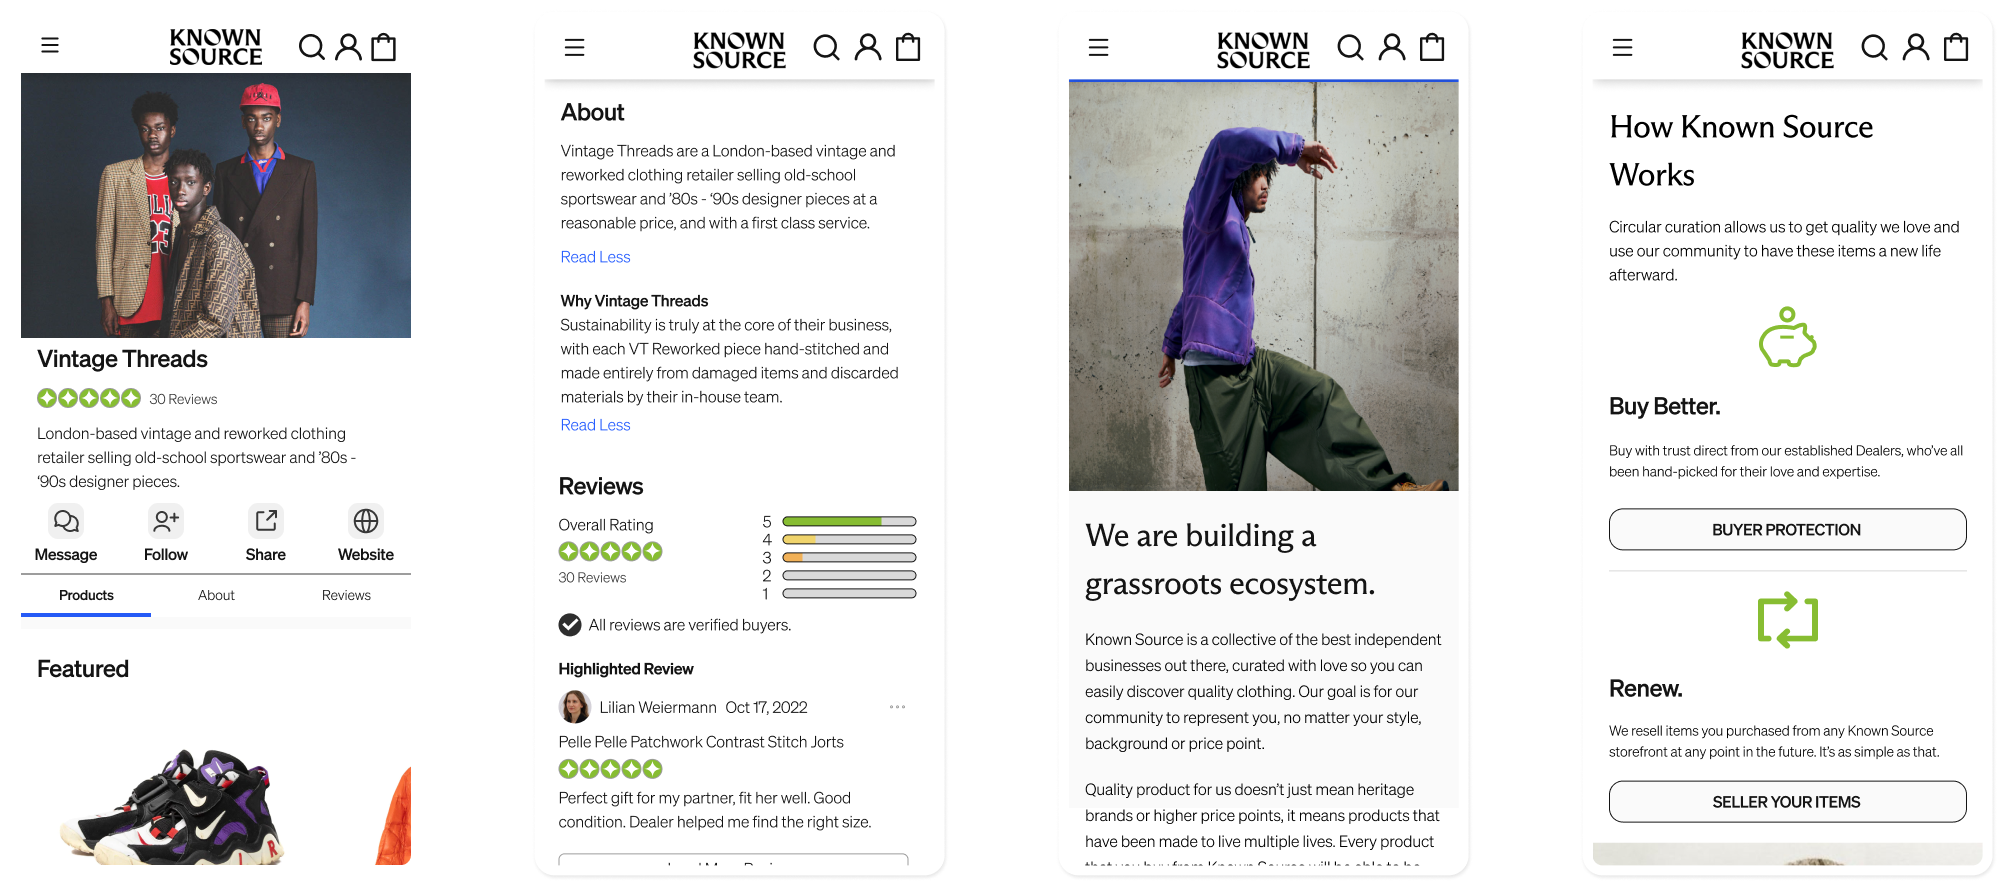 KNOWN
SOURCE
Vintage Threads
30 Reviews
London-based vintage and reworked clothing
retailer selling old-school sportswear and ’80s -
‘90s designer pieces.
Message Follow Share Website
Products About Reviews
Featured
KNOWN
SOURCE
About
Vintage Threads are a London-based vintage and
reworked clothing retailer selling old-school
sportswear and ’80s - ‘90s designer pieces at a
reasonable price, and with a first class service.
Read Less
Why Vintage Threads
Sustainability is truly at the core of their business,
with each VT Reworked piece hand-stitched and
made entirely from damaged items and discarded
materials by their in-house team.
Read Less
Reviews
Overall Rating
30 Reviews
5
4
3
2
1
All reviews are verified buyers.
Highlighted Review
Lilian Weiermann Oct 17, 2022
Pelle Pelle Patchwork Contrast Stitch Jorts
Perfect gift for my partner, fit her well. Good
condition. Dealer helped me find the right size.
KNOWN
SOURCE
We are building a
grassroots ecosystem.
Known Source is a collective of the best independent
businesses out there, curated with love so you can
easily discover quality clothing. Our goal is for our
community to represent you, no matter your style,
background or price point.
Quality product for us doesn’t just mean heritage
brands or higher price points, it means products that
have been made to live multiple lives. Every product
that you buy from Known Source will be able to be
KNOWN
SOURCE
How Known Source
Works
Circular curation allows us to get quality we love and
use our community to have these items a new life
afterward.
Buy Better.
Buy with trust direct from our established Dealers, who’ve all
been hand-picked for their love and expertise.
BUYER PROTECTION
Renew.
We resell items you purchased from any Known Source
storefront at any point in the future. It’s as simple as that.
SELLER YOUR ITEMS